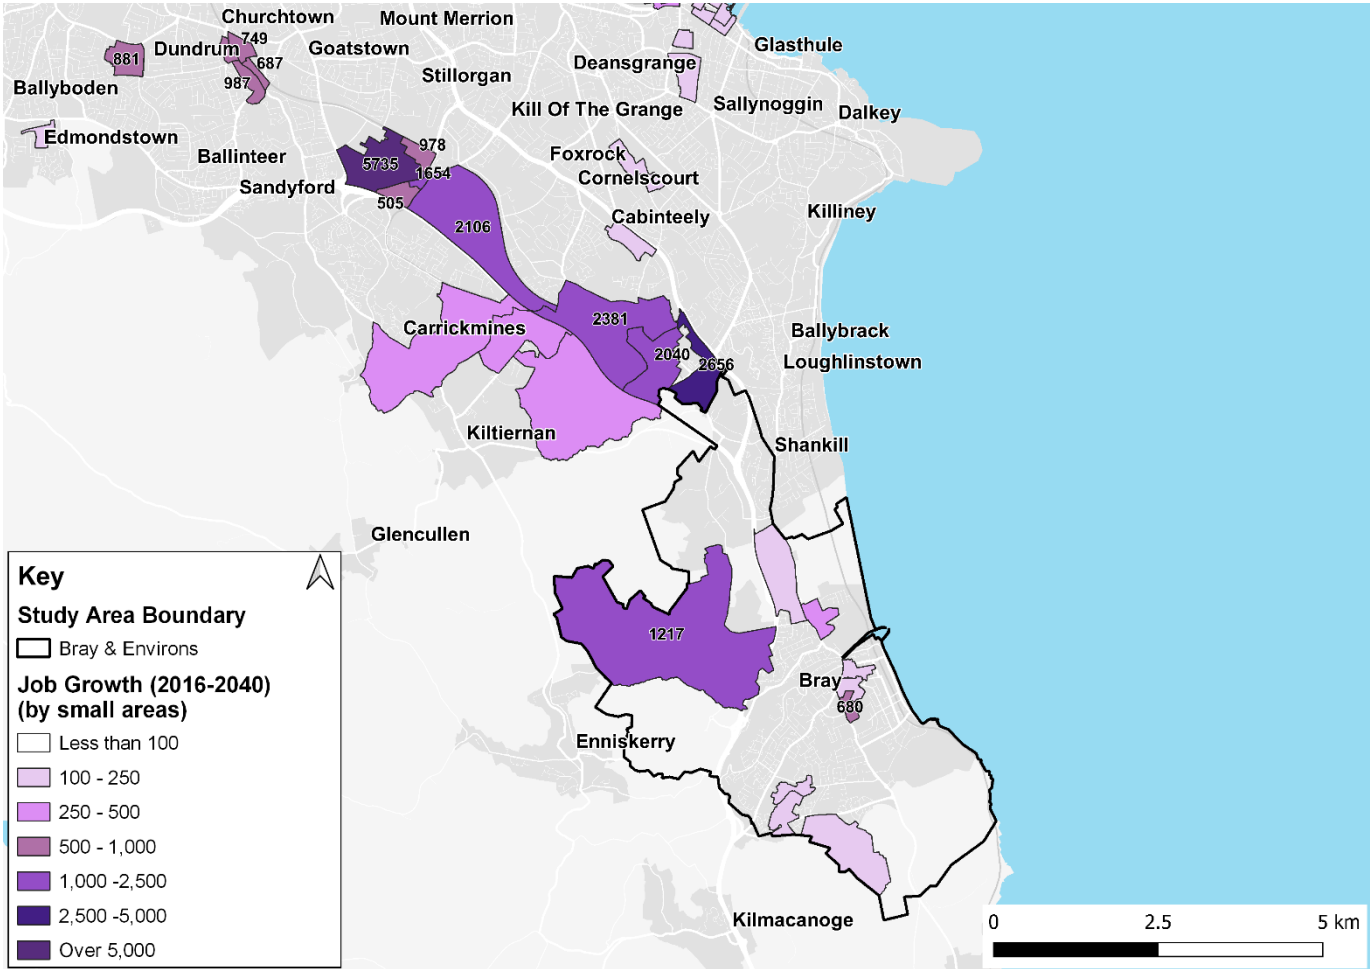 Churchtown
Mount Merrion
749
Dundrum
Goatstown
Glasthule
881
687
Deansgrange
987
Stillorgan
Ballyboden
Kill Of The Grange
Sallynoggin
Dalkey
Edmondstown
978
Ballinteer
5735
1654
Foxrock
Cornelscourt
Sandyford
505
2106
Cabinteely
Killiney
Carrickmines
2381
Ballybrack
2040
2656
Loughlinstown
Kiltiernan
Shankill
Glencullen
1217
Bray
680
Enniskerry
Kilmacanoge
Key
Study Area Boundary
Bray & Environs
Job Growth (2016-2040)
(by small areas)
Less than 100
100 - 250
250 - 500
500 - 1,000
1,000 -2,500
2,500 -5,000
Over 5,000
0 2.5 5 km